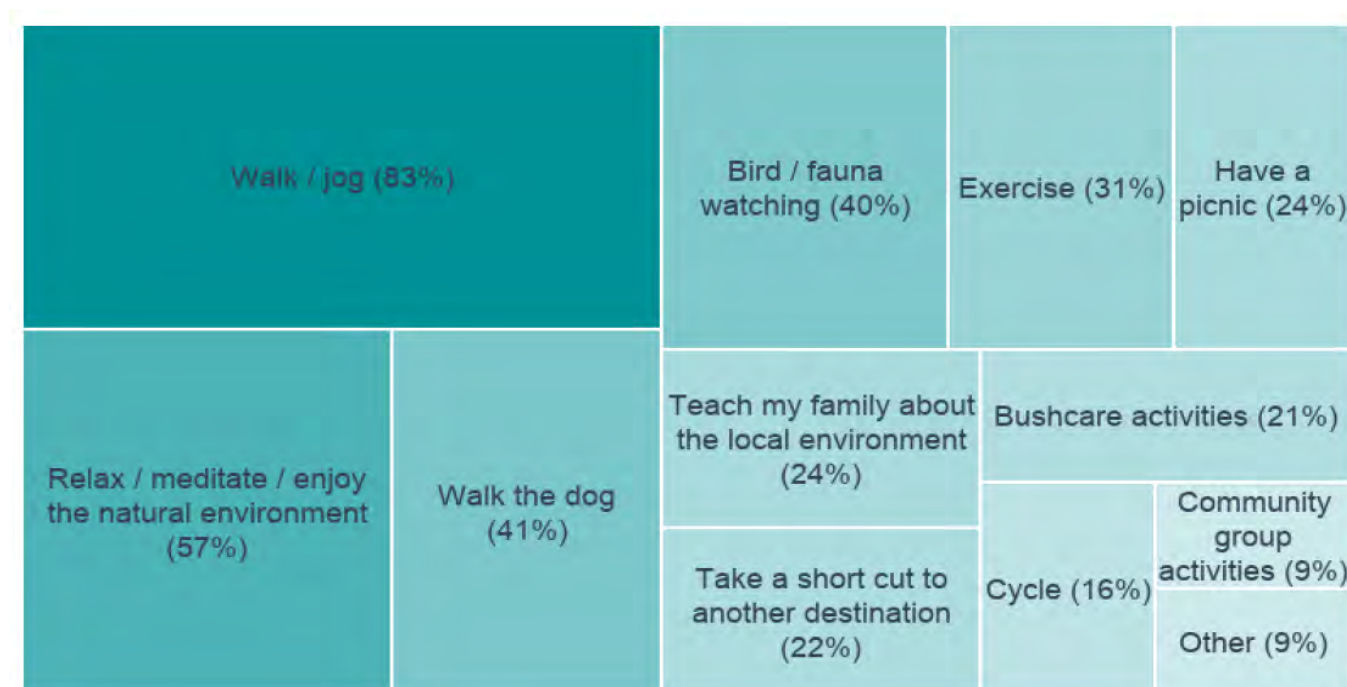 Walk / jog (83%)
Bird / fauna
watching (40%)
Exercise (31%)
Have a
picnic (24%)
Relax / meditate / enjoy
the natural environment
(57%)
Walk the dog
(41%)
Teach my family about
the local environment
(24%)
Bushcare activities (21%)
Take a short cut to
another destination
(22%)
Cycle (16%)
Community
group
activities (9%)
Other (9%)